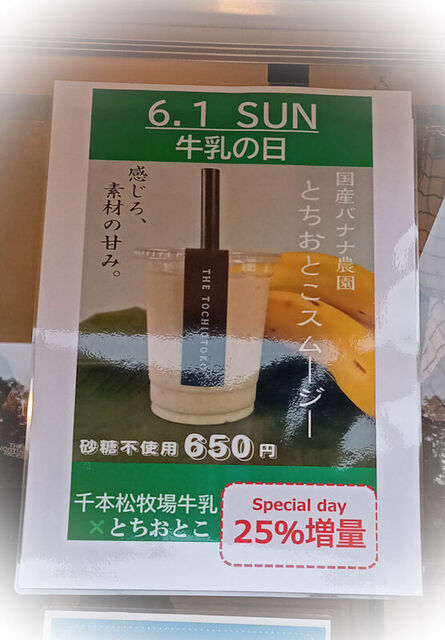 6.1 SUN
牛乳の日
感じろ、
素材の甘み。
国産バナナ農園
とちおとこスムージー
THE TOCHIOTOKO
砂糖不使用 650円
千本松牧場牛乳
×とちおとこ
Special day
25%増量